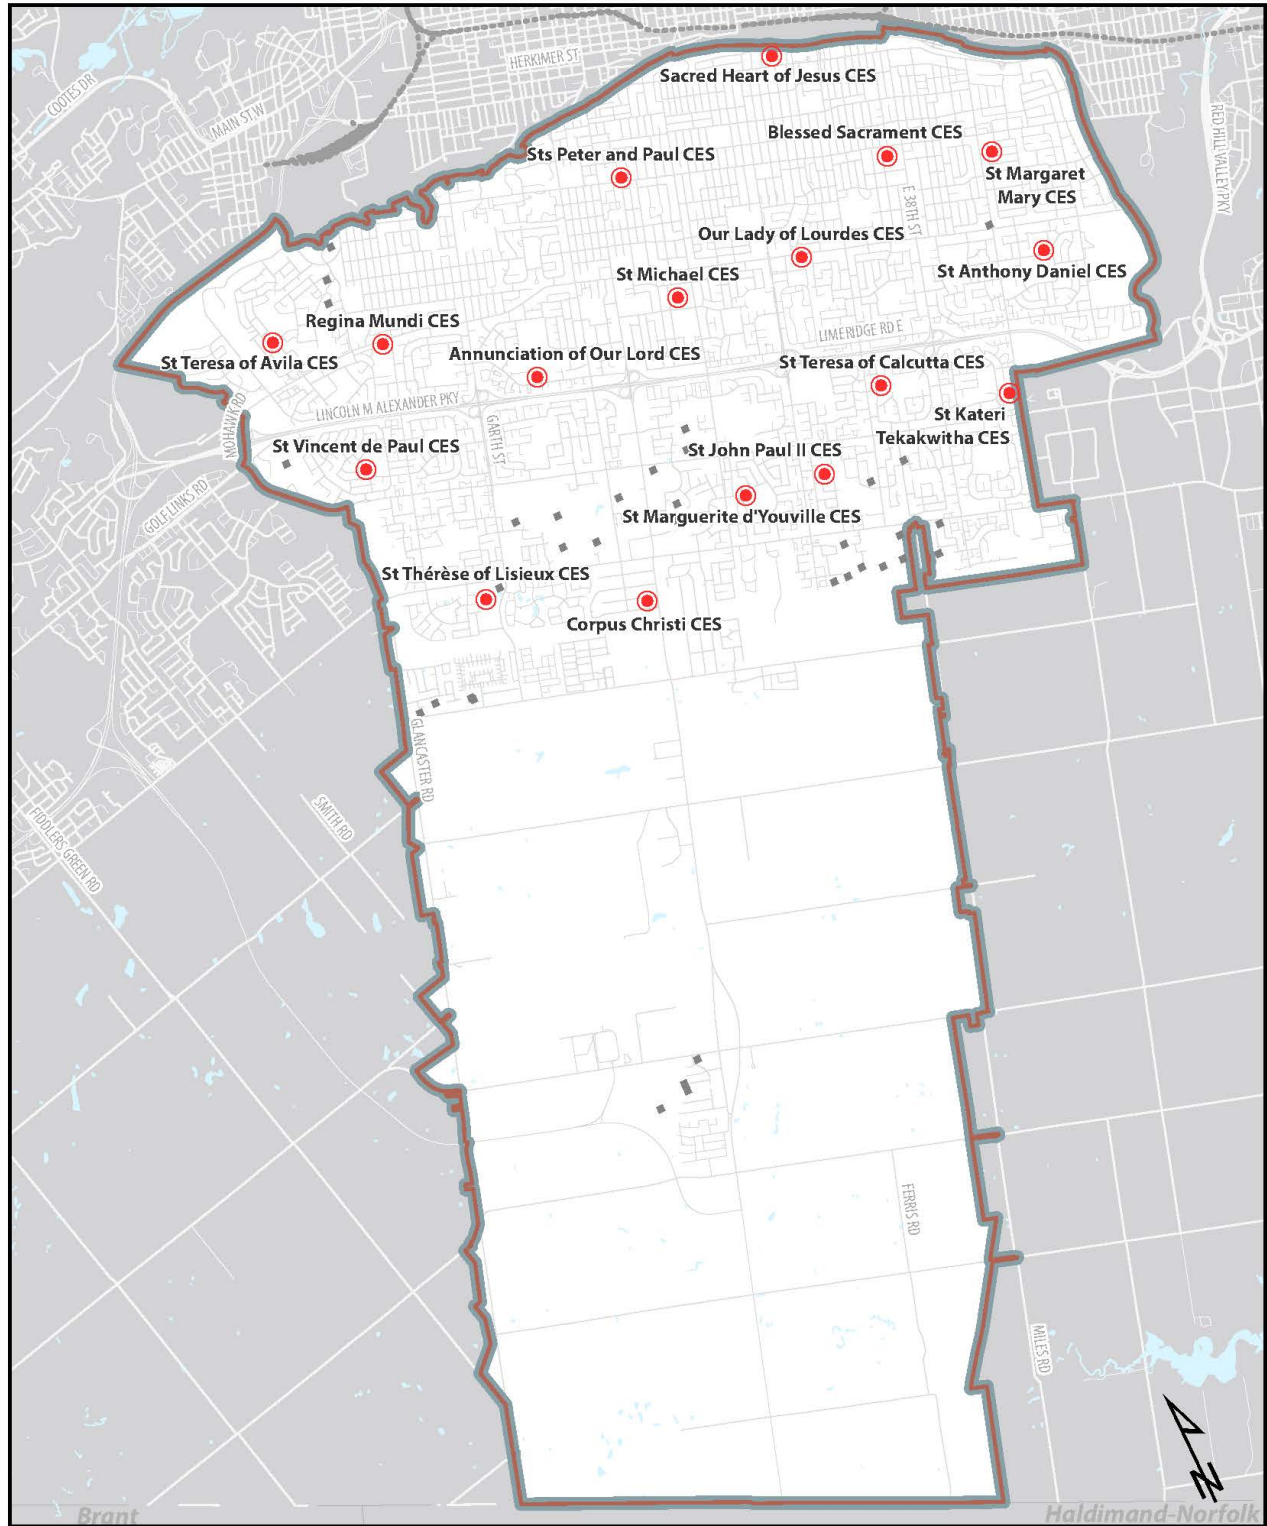 HERKIMER ST
COOTES DR
MAIN ST W
RED HILL VALLEY PKY
Sacred Heart of Jesus CES
Blessed Sacrament CES
Sts Peter and Paul CES
St Margaret
Mary CES
E 38TH ST
Our Lady of Lourdes CES
St Michael CES
St Anthony Daniel CES
Regina Mundi CES
LIMERIDGE RD E
St Teresa of Avila CES
Annunciation of Our Lord CES
St Teresa of Calcutta CES
LINCOLN M ALEXANDER PKY
MOHAWK RD
GARTH ST
St Kateri
Tekakwitha CES
St Vincent de Paul CES
St John Paul II CES
GOLF LINKS RD
St Marguerite d'Youville CES
St Thérèse of Lisieux CES
Corpus Christi CES
GLANCASTER RD
SMITH RD
FIDDLERS GREEN RD
FERRIS RD
MILES RD
N
Brant
Haldimand-Norfolk